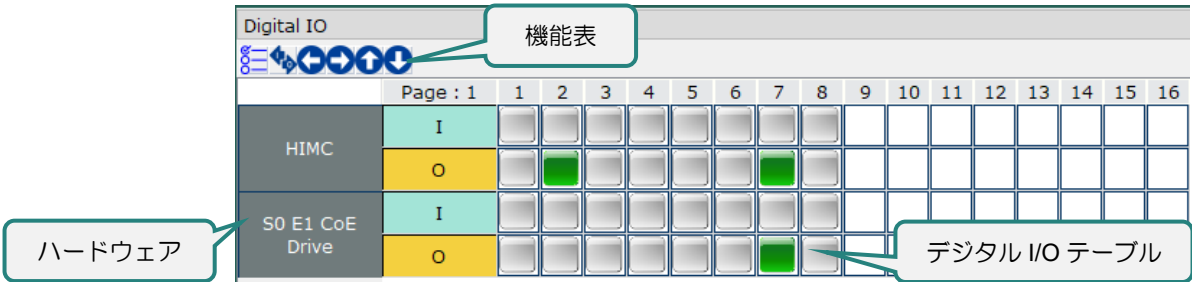 Digital IO
機能表
Page : 1 1 2 3 4 5 6 7 8 9 10 11 12 13 14 15 16
HIMC
I
O
S0 E1 CoE
Drive
I
O
ハードウェア
デジタル I/O テーブル